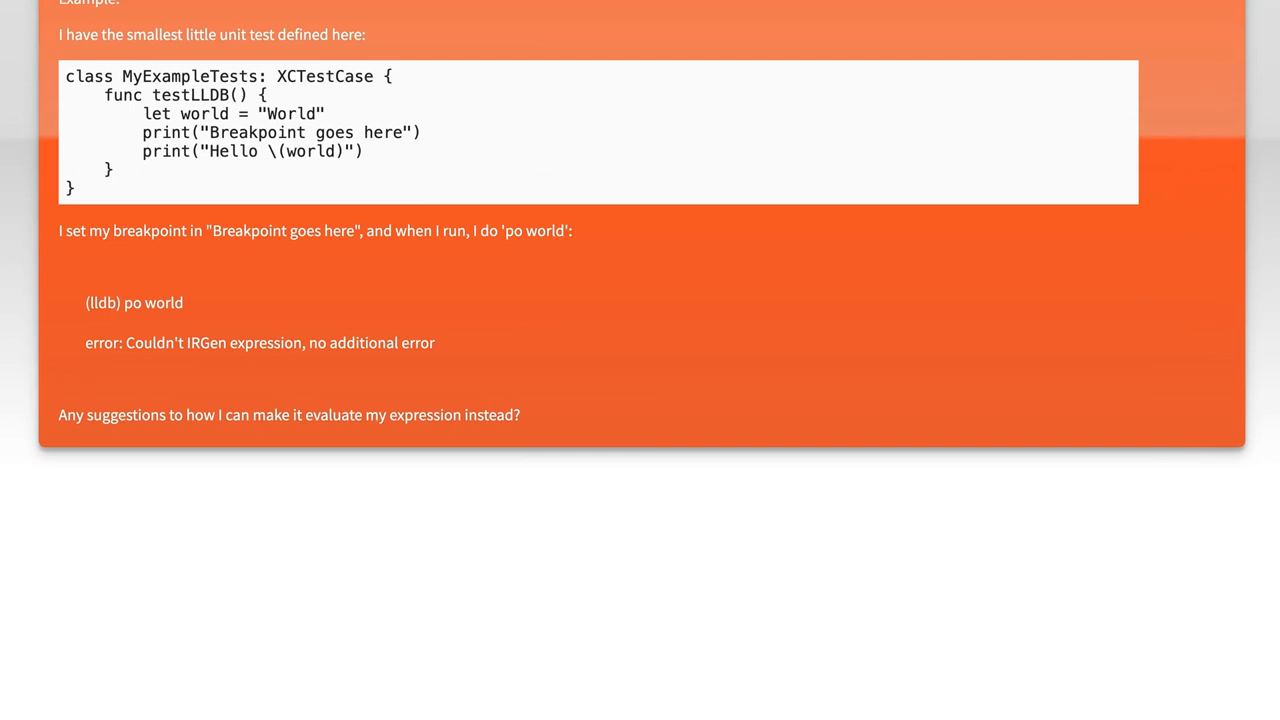 Example:
I have the smallest little unit test defined here:
class MyExampleTests: XCTestCase {
    func testLLDB() {
        let world = "World"
        print("Breakpoint goes here")
        print("Hello \(world)")
    }
}
I set my breakpoint in "Breakpoint goes here", and when I run, I do 'po world':
(lldb) po world
error: Couldn't IRGen expression, no additional error
Any suggestions to how I can make it evaluate my expression instead?